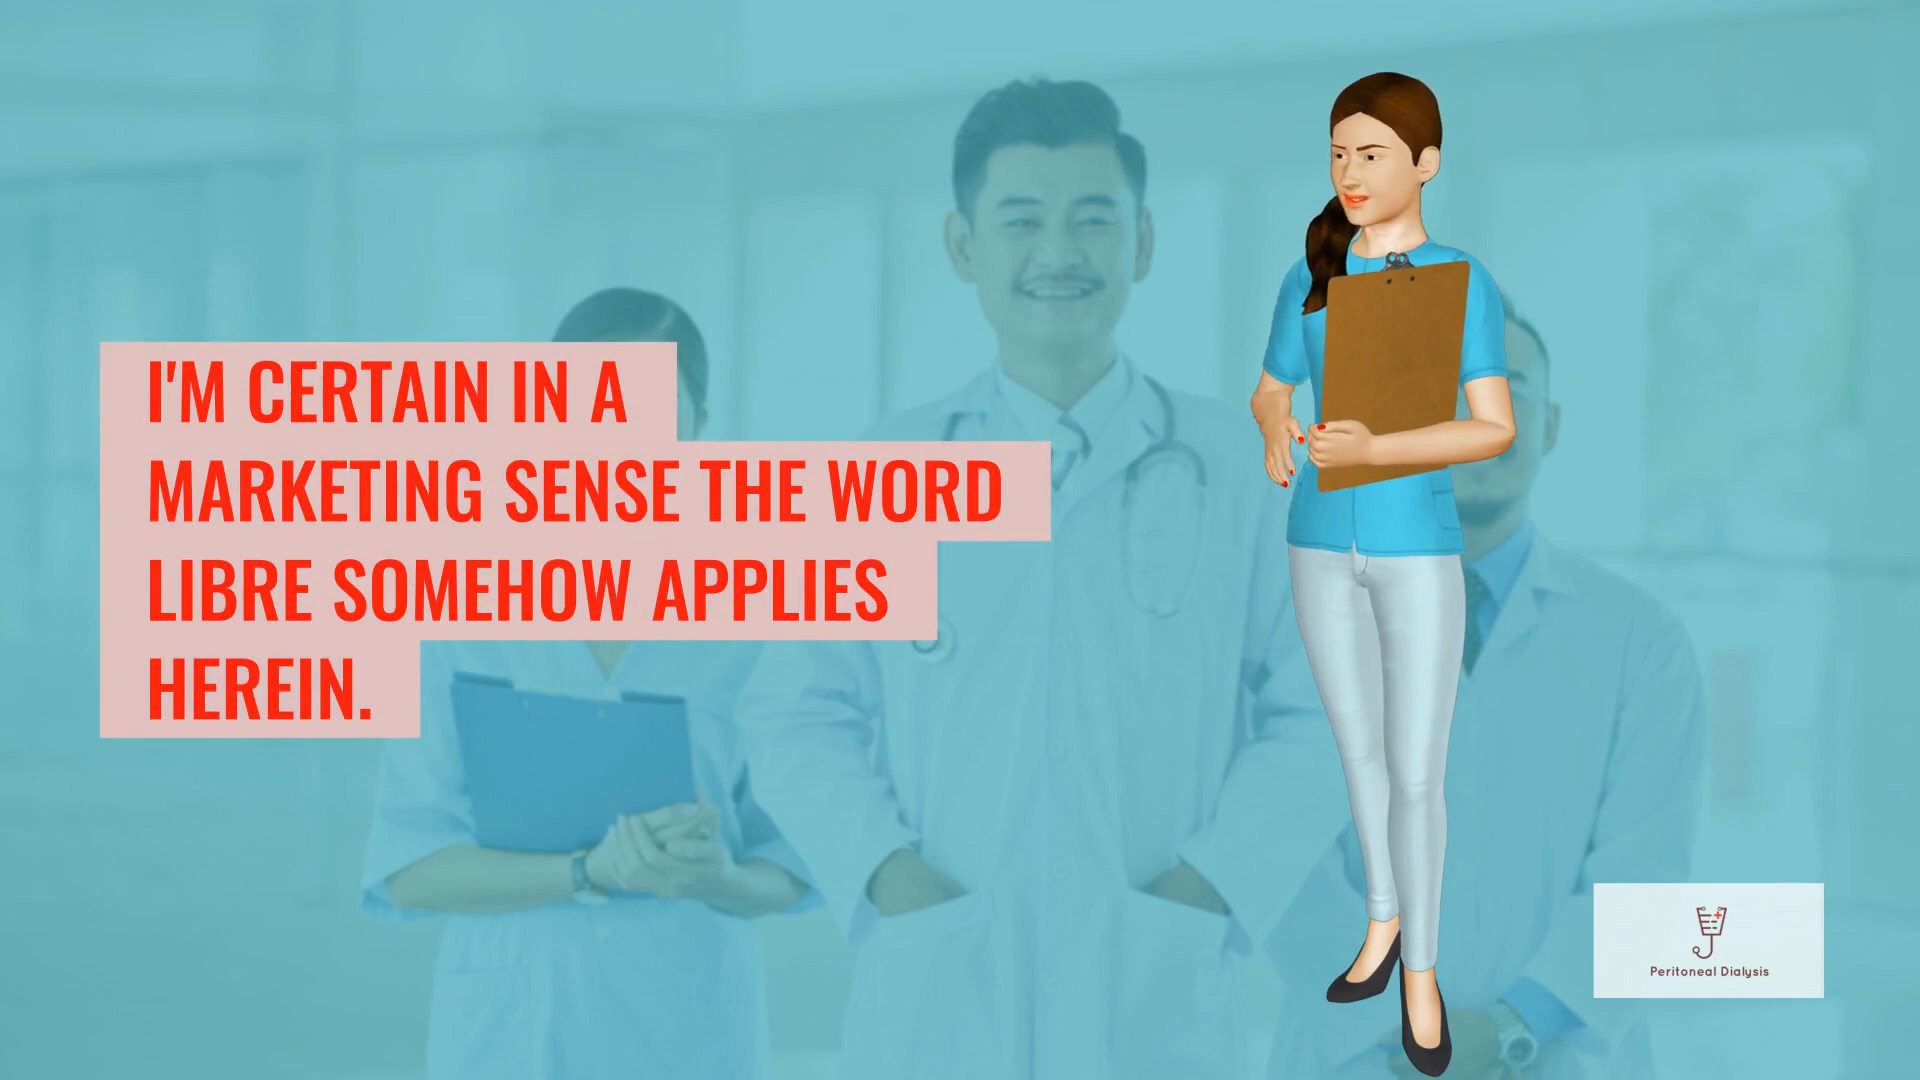 I'M CERTAIN IN A
MARKETING SENSE THE WORD
LIBRE SOMEHOW APPLIES
HEREIN.
Peritoneal Dialysis